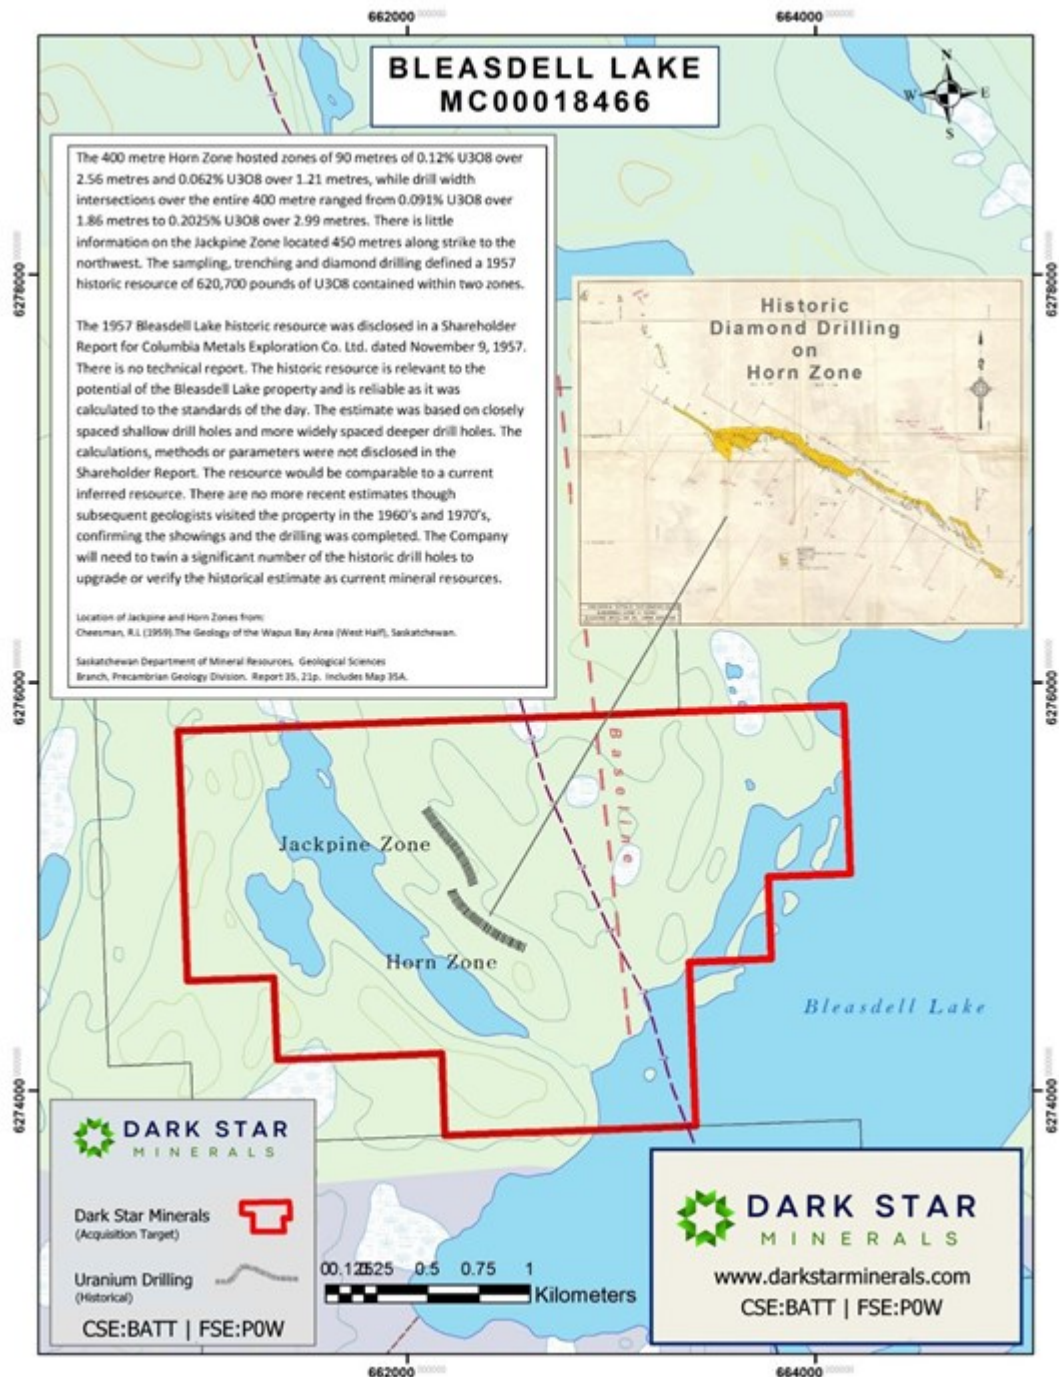 662000
664000
BLEASDELL LAKE
MC00018466
N
W E
S
The 400 metre Horn Zone hosted zones of 90 metres of 0.12% U3O8 over
2.56 metres and 0.062% U3O8 over 1.21 metres, while drill width
intersections over the entire 400 metre ranged from 0.091% U3O8 over
1.86 metres to 0.2025% U3O8 over 2.99 metres. There is little
information on the Jackpine Zone located 450 metres along strike to the
northwest. The sampling, trenching and diamond drilling defined a 1957
historic resource of 620,700 pounds of U3O8 contained within two zones.
The 1957 Bleasdell Lake historic resource was disclosed in a Shareholder
Report for Columbia Metals Exploration Co. Ltd. dated November 9, 1957.
There is no technical report. The historic resource is relevant to the
potential of the Bleasdell Lake property and is reliable as it was
calculated to the standards of the day. The estimate was based on closely
spaced shallow drill holes and more widely spaced deeper drill holes. The
calculations, methods or parameters were not disclosed in the
Shareholder Report. The resource would be comparable to a current
inferred resource. There are no more recent estimates though
subsequent geologists visited the property in the 1960's and 1970's,
confirming the showings and the drilling was completed. The Company
will need to twin a significant number of the historic drill holes to
upgrade or verify the historical estimate as current mineral resources.
Location of Jackpine and Horn Zones from:
Cheesman, R.L (1959).The Geology of the Wapus Bay Area (West Half), Saskatchewan.
Saskatchewan Department of Mineral Resources, Geological Sciences
Branch, Precambrian Geology Division. Report 35, 21p. Includes Map 35A.
Historic
Diamond Drilling
on
Horn Zone
6278000
6278000
6276000
6276000
Baseline
Jackpine Zone
Horn Zone
Bleasdell Lake
6274000
6274000
DARK STAR
MINERALS
Dark Star Minerals
(Acquisition Target)
Uranium Drilling
(Historical)
CSE:BATT | FSE:P0W
0 0.125 0.25 0.5 0.75 1
Kilometers
DARK STAR
MINERALS
www.darkstarminerals.com
CSE:BATT | FSE:P0W
662000
664000